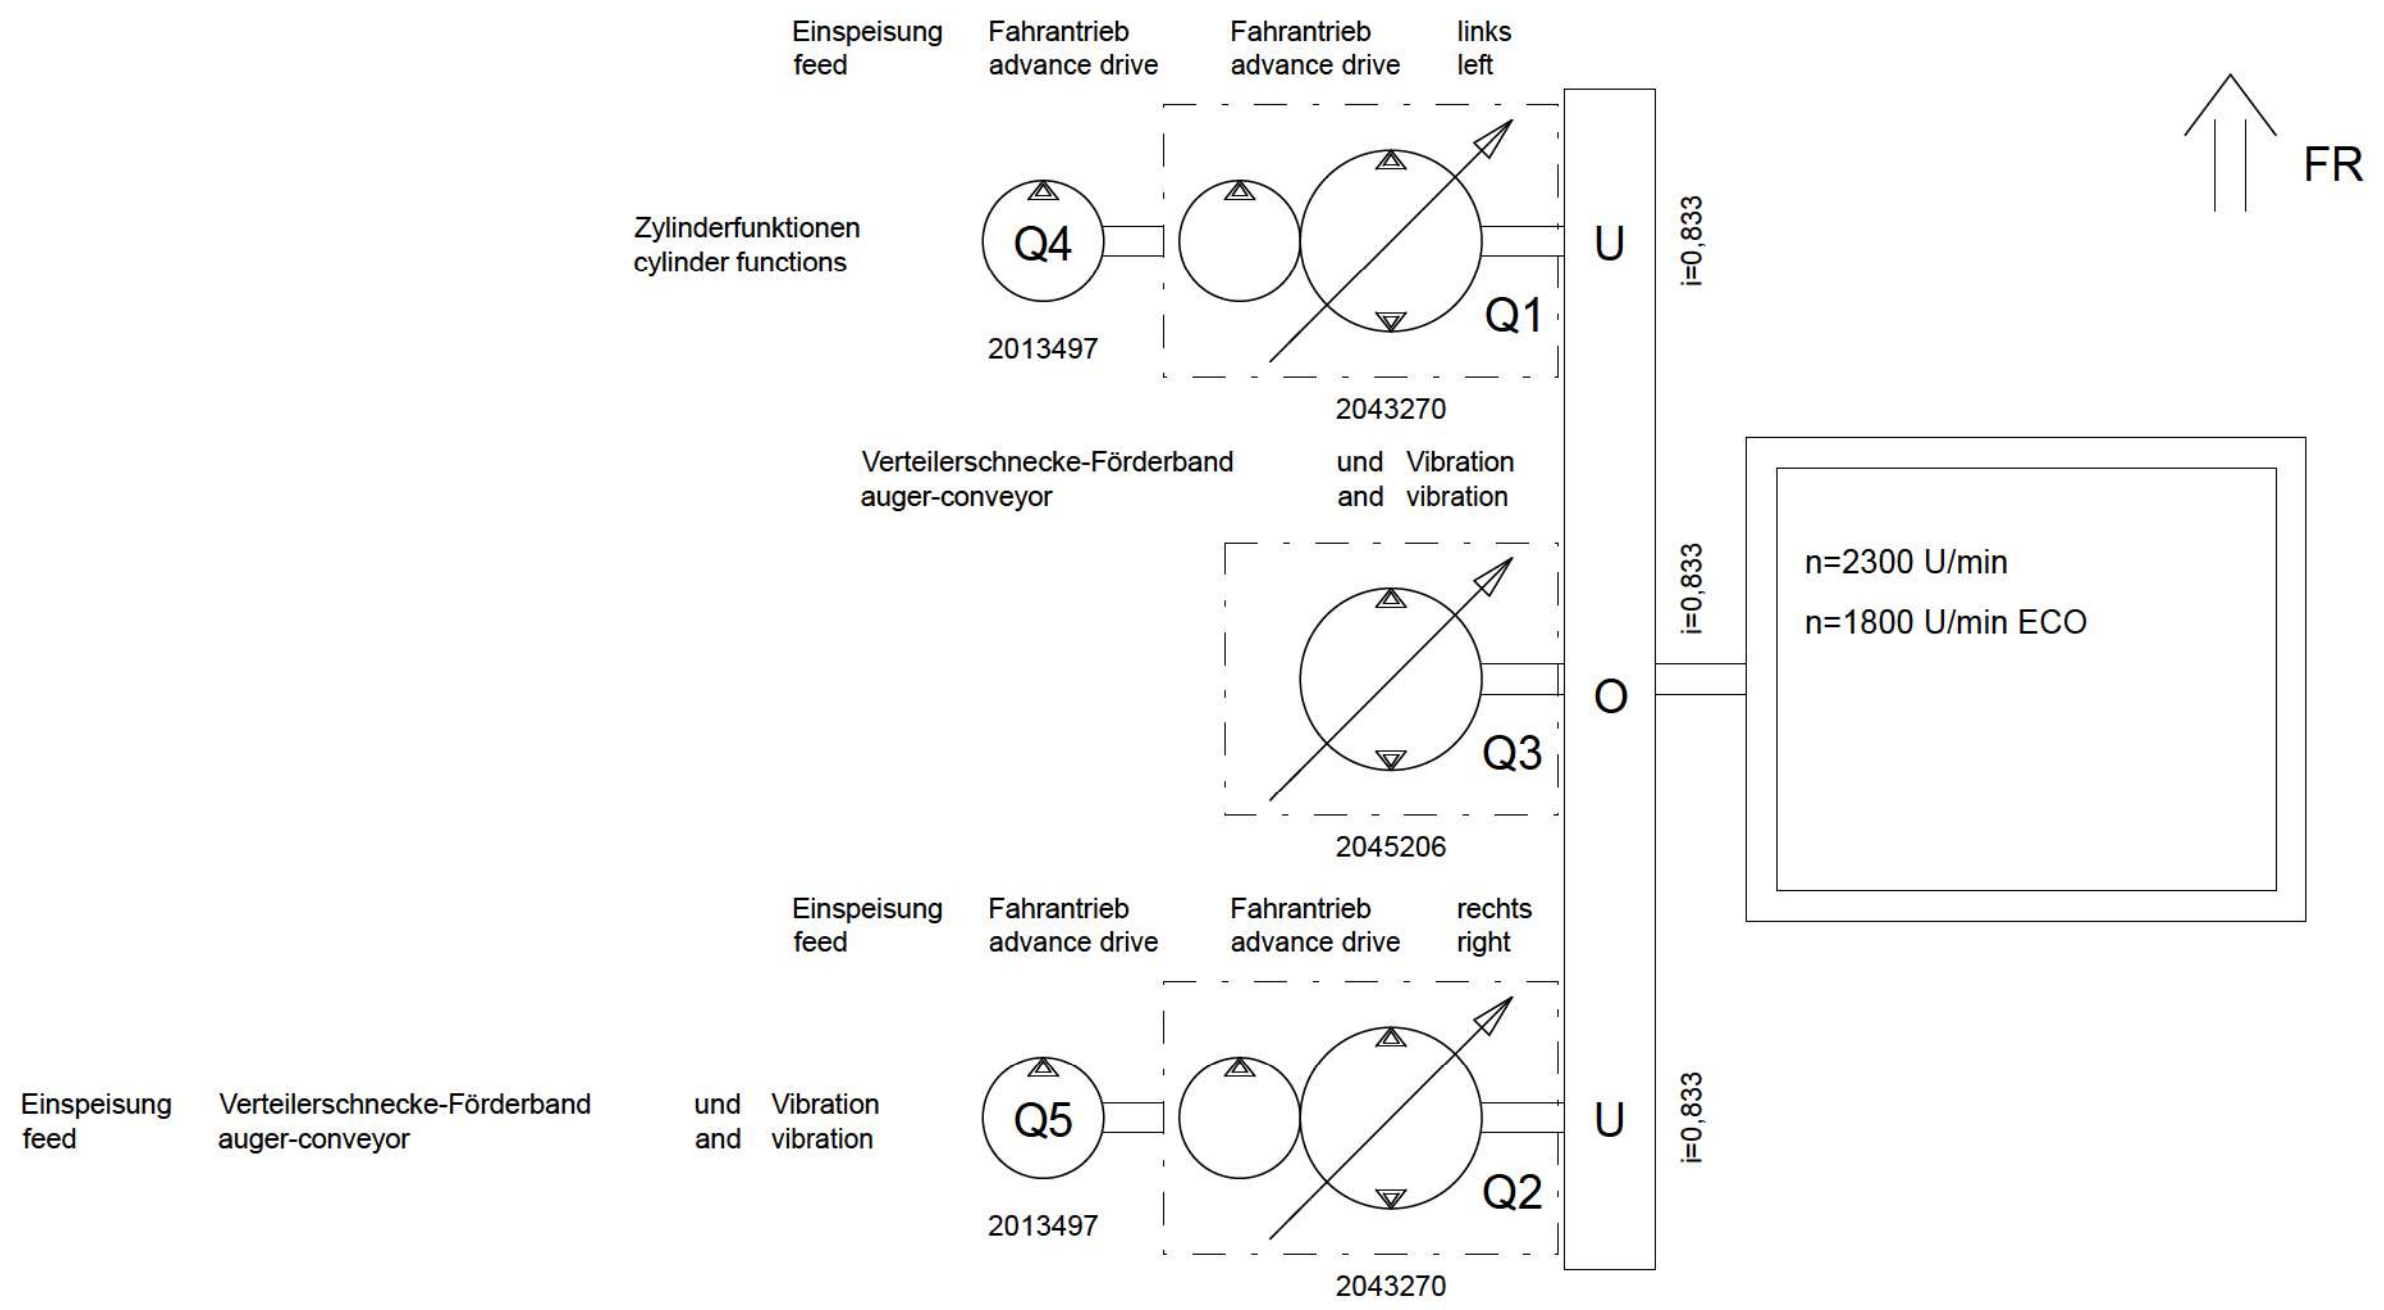 Einspeisung Fahrantrieb Fahrantrieb links
feed advance drive advance drive left
FR
Zylinderfunktionen
cylinder functions
Q4
U
i=0,833
Q1
2013497
2043270
Verteilerschnecke-Förderband und Vibration
auger-conveyor and vibration
i=0,833
n=2300 U/min
n=1800 U/min ECO
O
Q3
2045206
Einspeisung Fahrantrieb Fahrantrieb rechts
feed advance drive advance drive right
Einspeisung Verteilerschnecke-Förderband und Vibration
feed auger-conveyor and vibration
Q5
U
i=0,833
Q2
2013497
2043270